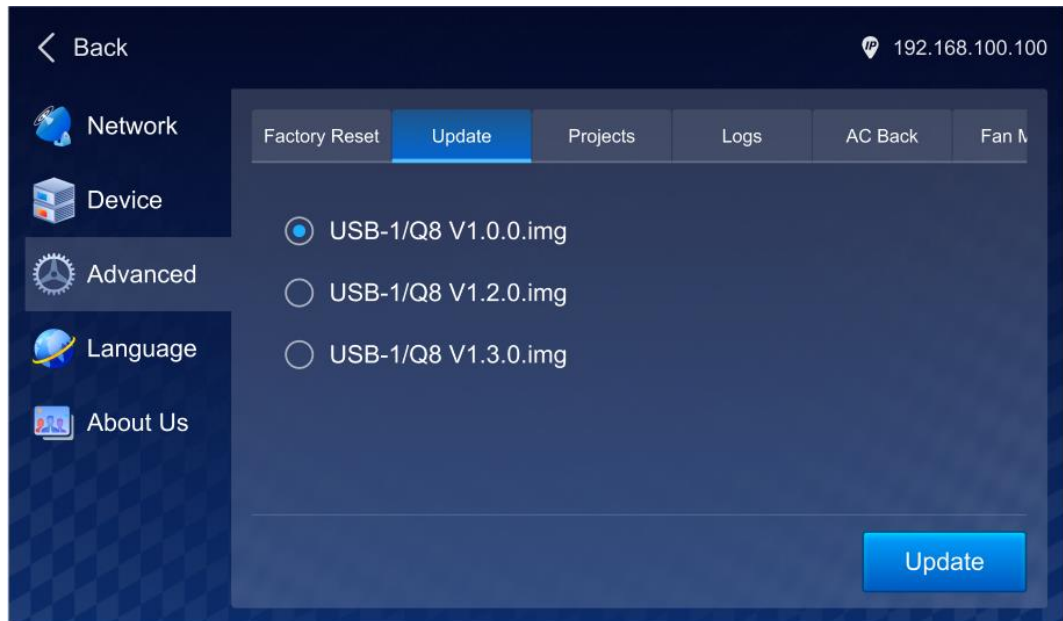 Back
IP 192.168.100.100
Network
Device
Advanced
Language
About Us
Factory Reset Update Projects Logs AC Back Fan M
USB-1/Q8 V1.0.0.img
USB-1/Q8 V1.2.0.img
USB-1/Q8 V1.3.0.img
Update